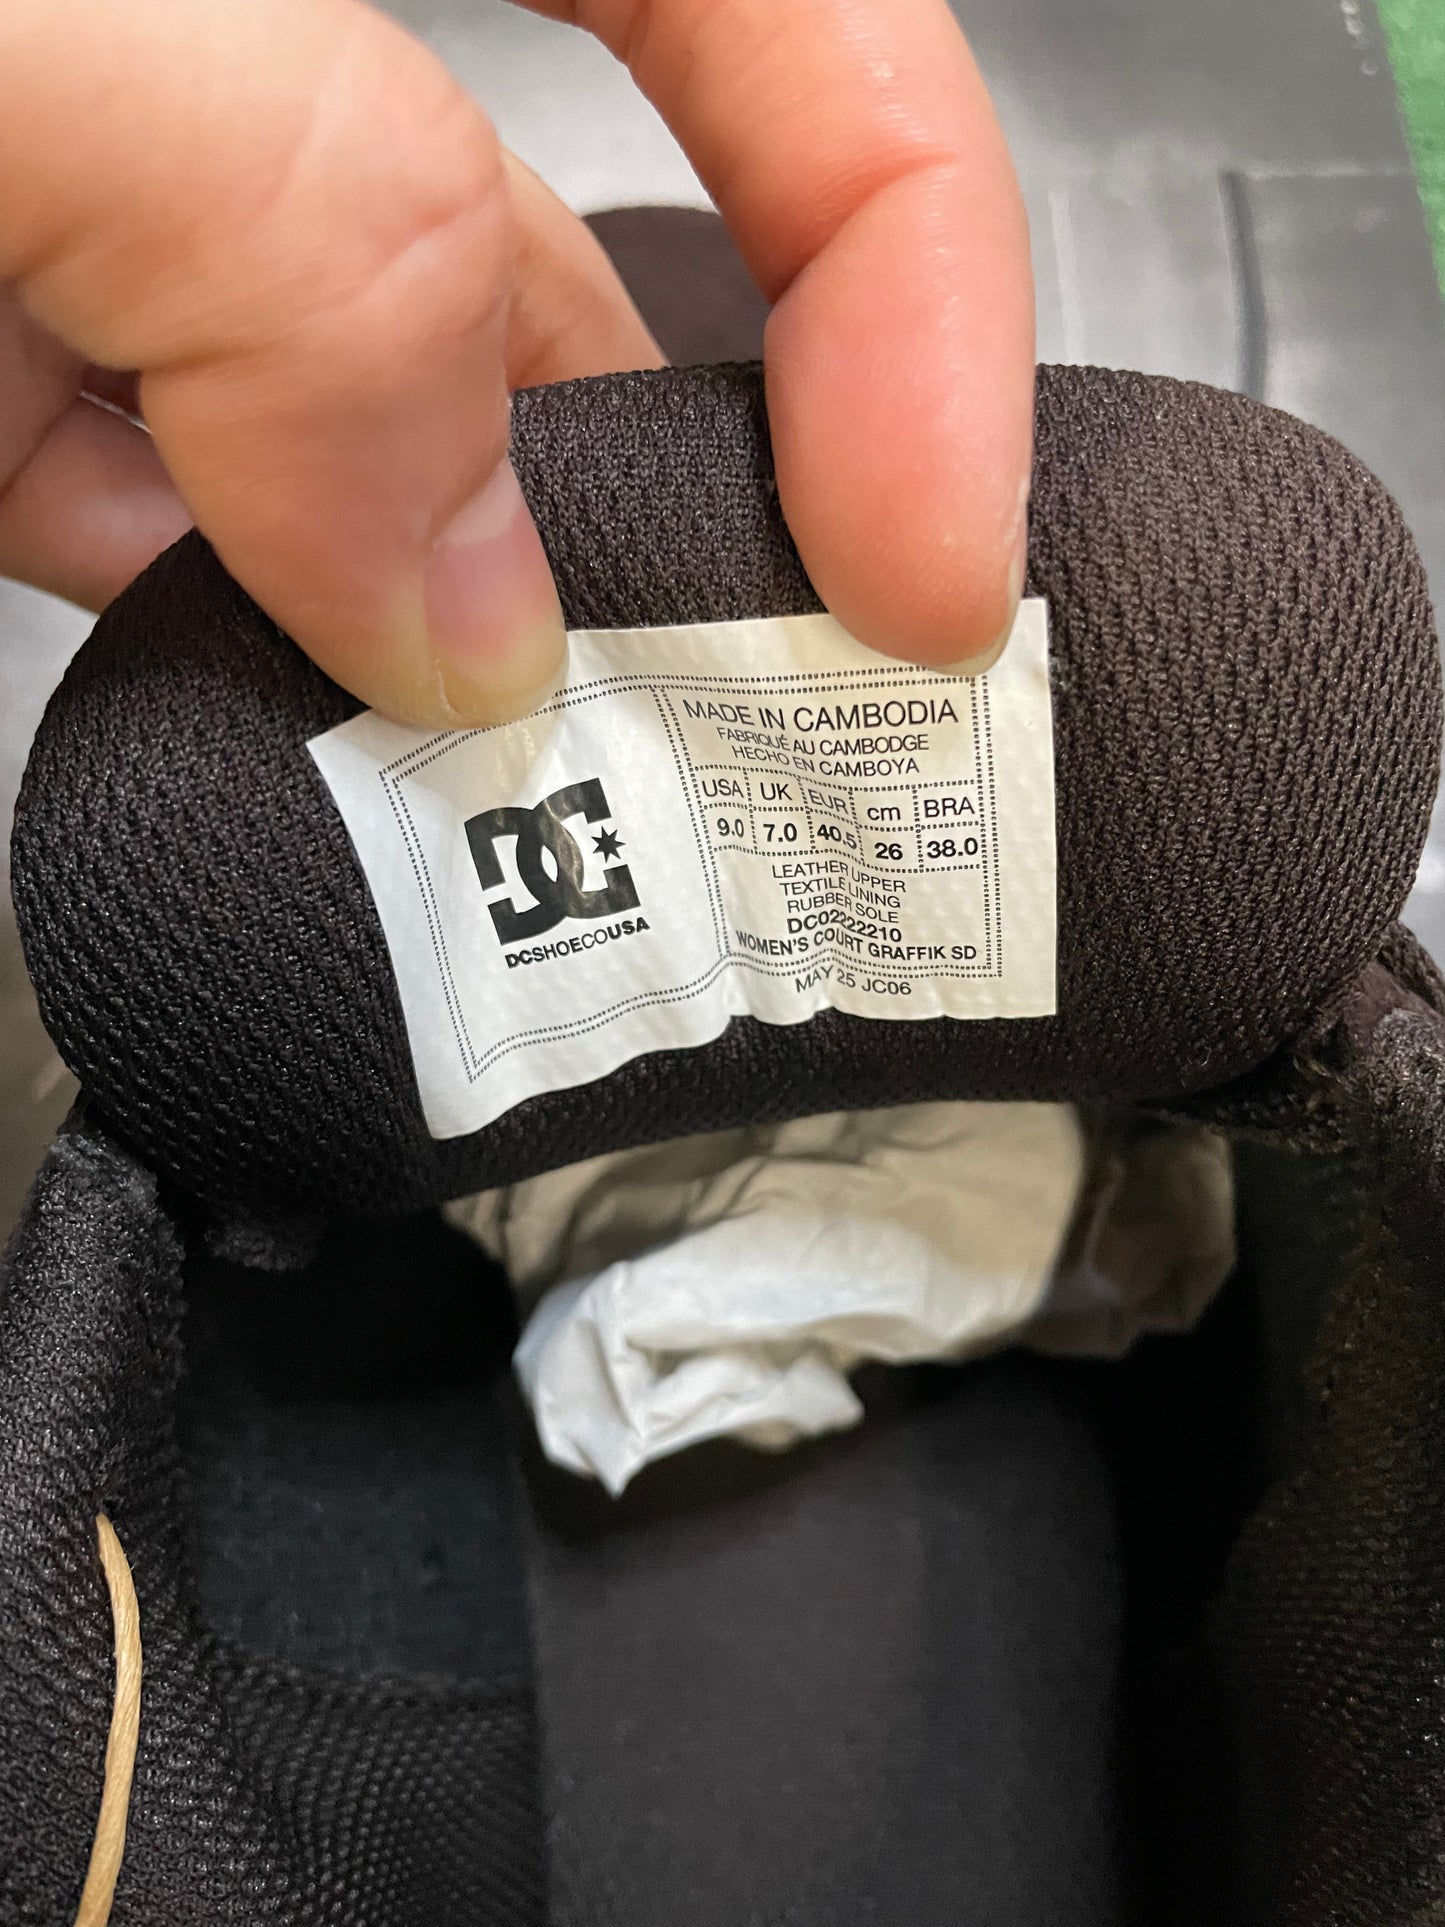 DC
DCSHOECOUSA
MADE IN CAMBODIA
FABRIQUÉ AU CAMBODGE
HECHO EN CAMBOYA
USA UK EUR cm BRA
9.0 7.0 40.5 26 38.0
LEATHER UPPER
TEXTILE LINING
RUBBER SOLE
DC02222210
WOMEN'S COURT GRAFFIK SD
MAY 25 JC06